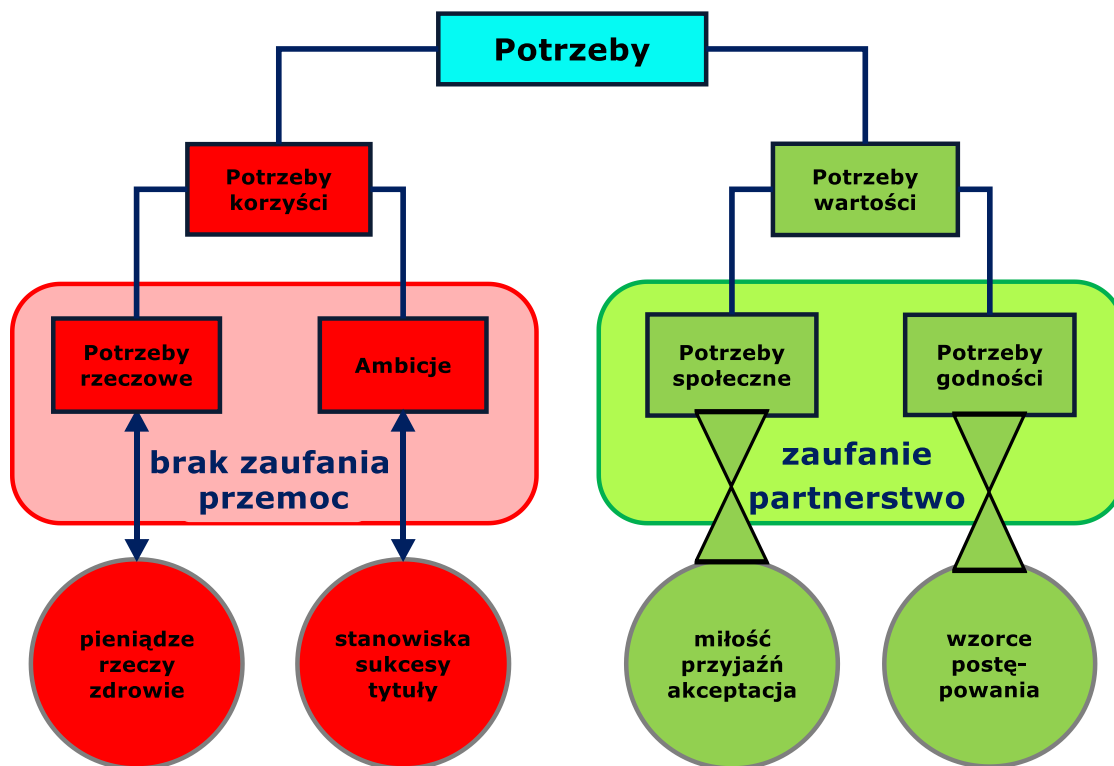 Potrzeby
Potrzeby
korzyści
Potrzeby
wartości
Potrzeby
rzeczowe
Ambicje
Potrzeby
społeczne
Potrzeby
godności
brak zaufania
przemoc
zaufanie
partnerstwo
pieniądze
rzeczy
zdrowie
stanowiska
sukcesy
tytuły
miłość
przyjaźń
akceptacja
wzorce
postę-
powania